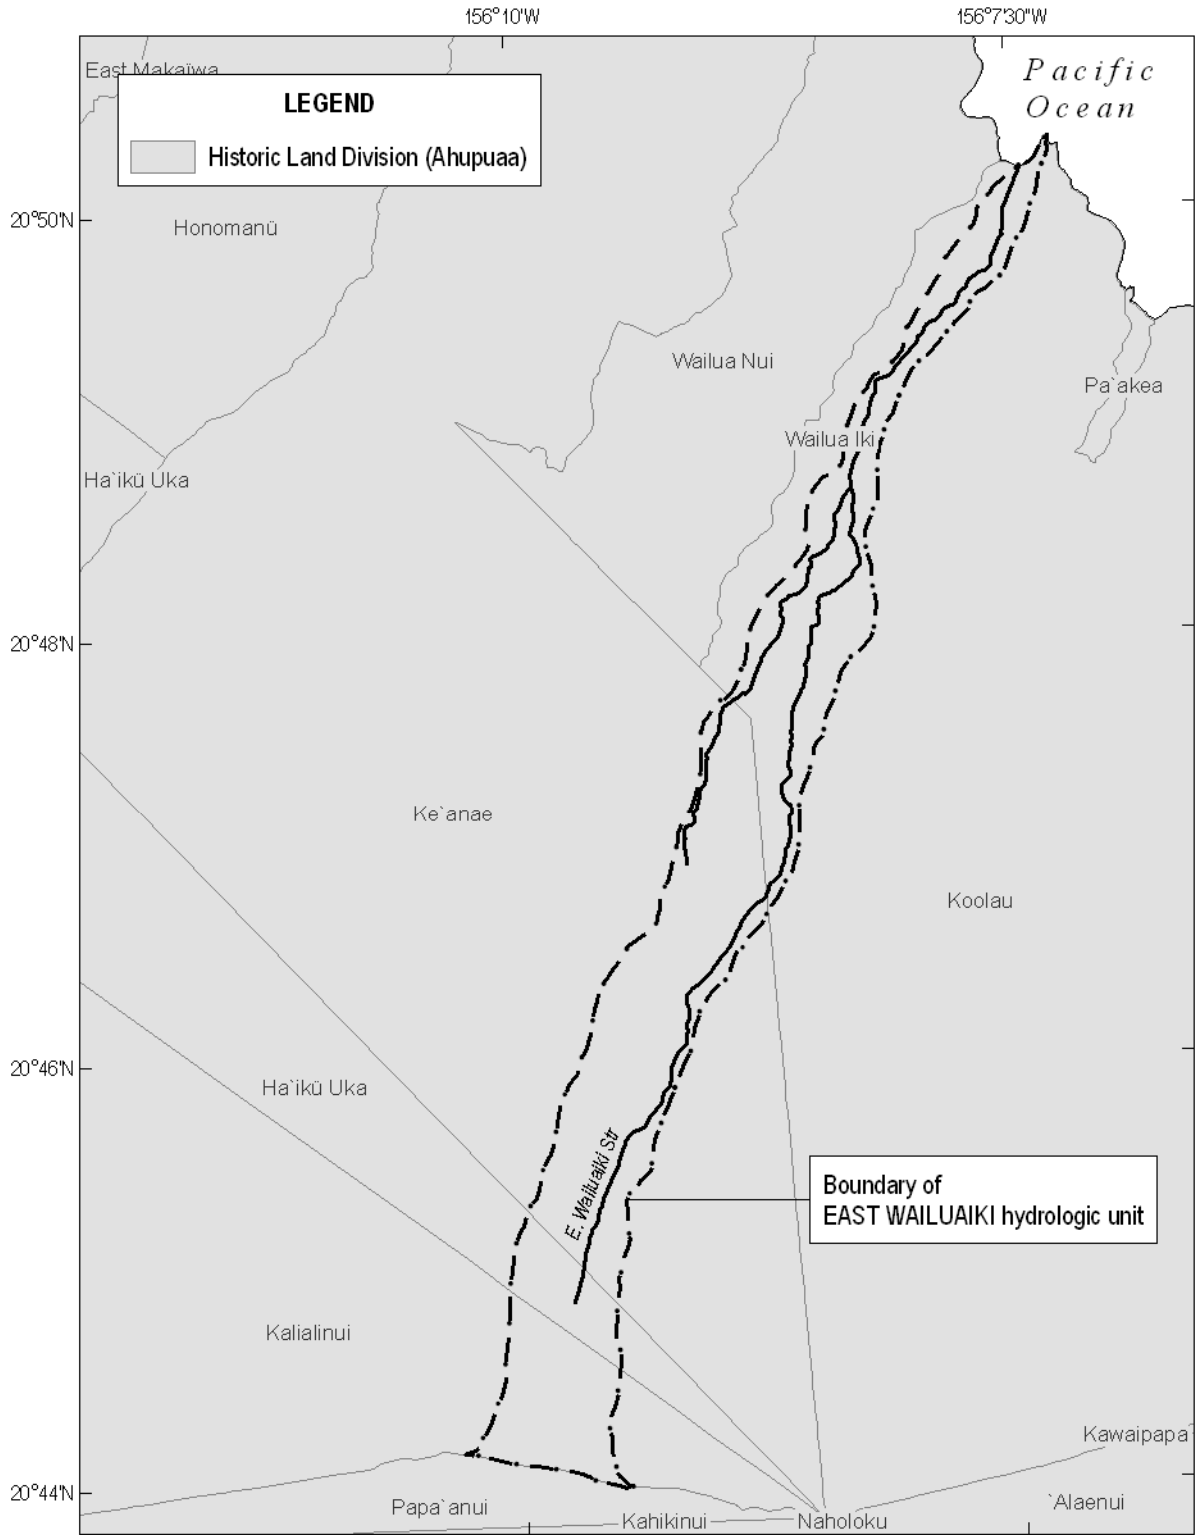 156°10'W
156°7'30"W
East Makaïwa
Pacific
Ocean
LEGEND
Historic Land Division (Ahupuaa)
20°50'N
Honomanū
Wailua Nui
Pa`akea
Wailua Iki
Ha`ikū Uka
20°48'N
Ke`anae
Koolau
20°46'N
Ha`ikū Uka
E. Wailuaiki Str
Boundary of
EAST WAILUAIKI hydrologic unit
Kalialinui
Kawaipapa
20°44'N
Papa`anui
`Alaenui
Kahikinui
Naholoku